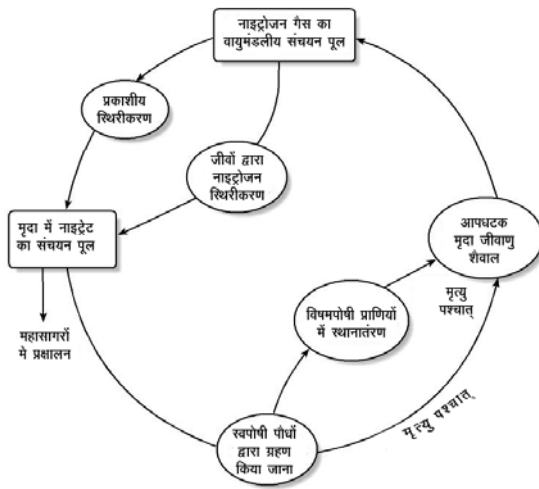 नाइट्रोजन गैस का
वायुमंडलीय संचयन पूल
प्रकाशीय
स्थिरीकरण
जीवों द्वारा
नाइट्रोजन
स्थिरीकरण
मृदा में नाइट्रेट
का संचयन पूल
आपघटक
मृदा जीवाणु
शैवाल
मृत्यु
पश्चात्
विषमपोषी प्राणियों
में स्थानातंरण
महासागरों
मे प्रक्षालन
स्वपोषी पौधों
द्वारा ग्रहण
किया जाना
मृत्यु पश्चात्